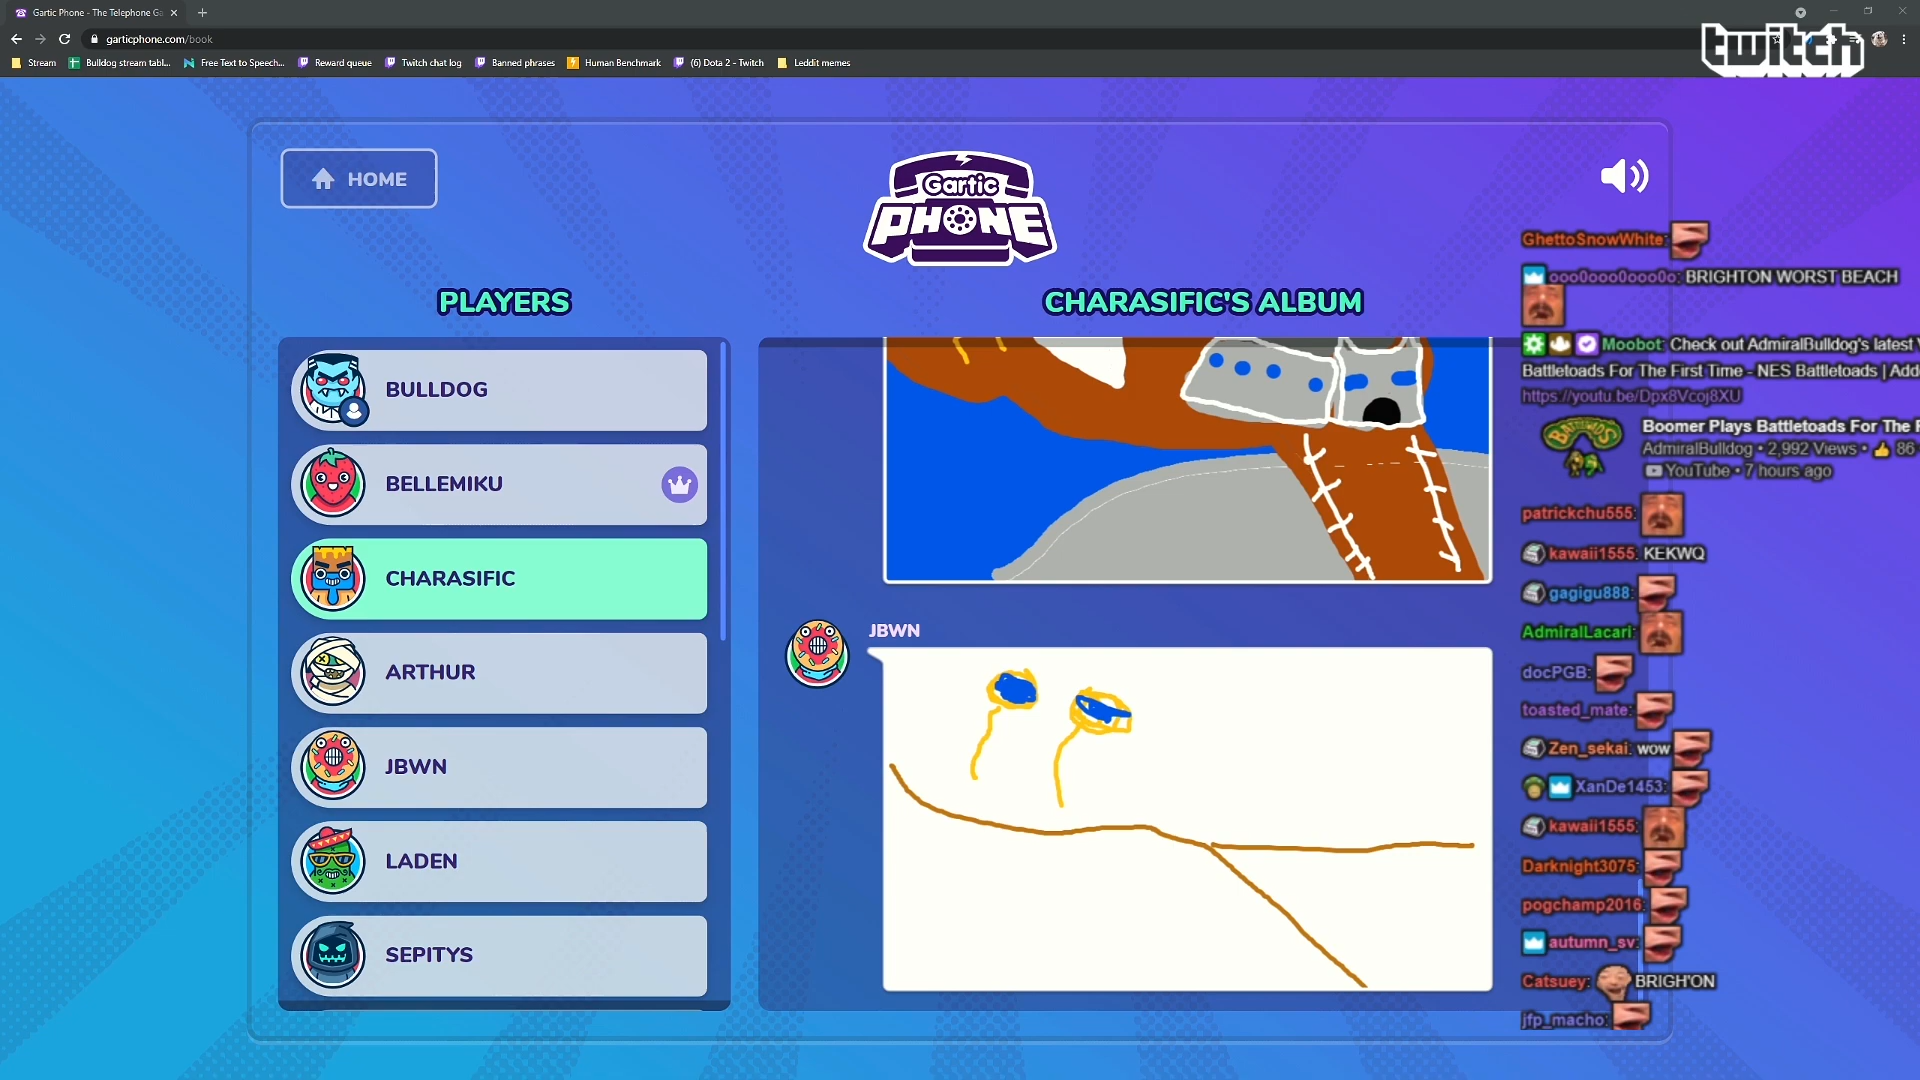 Gartic Phone - The Telephone Ga
garticphone.com/book
Stream
Bulldog stream tabl...
Free Text to Speech...
Reward queue
Twitch chat log
Banned phrases
Human Benchmark
(6) Dota 2 - Twitch
Leddit memes
twitch
HOME
Gartic
PHONE
PLAYERS
BULLDOG
BELLEMIKU
CHARASIFIC
ARTHUR
JBWN
LADEN
SEPITYS
CHARASIFIC'S ALBUM
JBWN
GhettoSnowWhite:
ooo0ooo0ooo0o: BRIGHTON WORST BEACH
Moobot: Check out AdmiralBulldog's latest
Battletoads For The First Time - NES Battletoads | Add
https://youtu.be/Dpx8Vcoj8XU
BATTLETOADS
Boomer Plays Battletoads For The F
AdmiralBulldog • 2,992 Views • 👍 86
YouTube • 7 hours ago
patrickchu555:
kawaii1555: KEKWQ
gagigu888:
AdmiralLacari:
docPGB:
toasted_mate:
Zen_sekai: wow
XanDe1453:
kawaii1555:
Darknight3075:
pogchamp2016:
autumn_sv:
Catsuey: BRIGH'ON
jfp_macho: